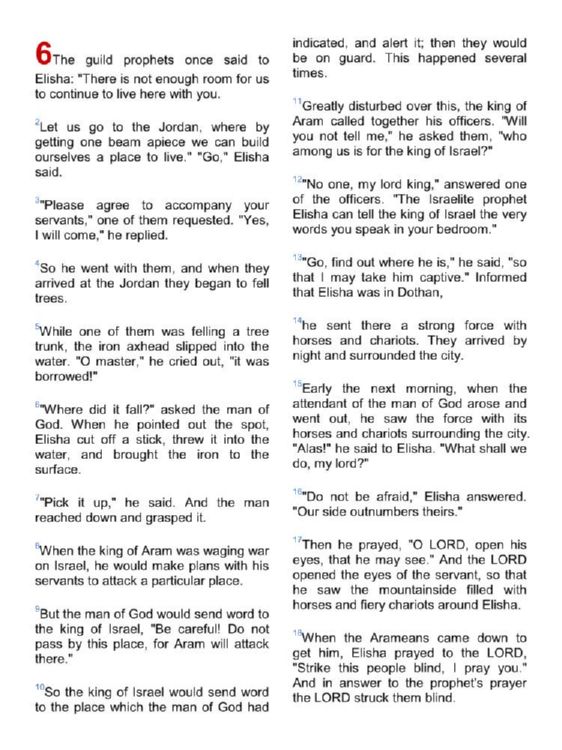 6The guild prophets once said to
Elisha: "There is not enough room for us
to continue to live here with you.
2Let us go to the Jordan, where by
getting one beam apiece we can build
ourselves a place to live." "Go," Elisha
said.
3"Please agree to accompany your
servants," one of them requested. "Yes,
I will come," he replied.
4So he went with them, and when they
arrived at the Jordan they began to fell
trees.
5While one of them was felling a tree
trunk, the iron axhead slipped into the
water. "O master," he cried out, "it was
borrowed!"
6"Where did it fall?" asked the man of
God. When he pointed out the spot,
Elisha cut off a stick, threw it into the
water, and brought the iron to the
surface.
7"Pick it up," he said. And the man
reached down and grasped it.
8When the king of Aram was waging war
on Israel, he would make plans with his
servants to attack a particular place.
9But the man of God would send word to
the king of Israel, "Be careful! Do not
pass by this place, for Aram will attack
there."
10So the king of Israel would send word
to the place which the man of God had
indicated, and alert it; then they would
be on guard. This happened several
times.
11Greatly disturbed over this, the king of
Aram called together his officers. "Will
you not tell me," he asked them, "who
among us is for the king of Israel?"
12"No one, my lord king," answered one
of the officers. "The Israelite prophet
Elisha can tell the king of Israel the very
words you speak in your bedroom."
13"Go, find out where he is," he said, "so
that I may take him captive." Informed
that Elisha was in Dothan,
14he sent there a strong force with
horses and chariots. They arrived by
night and surrounded the city.
15Early the next morning, when the
attendant of the man of God arose and
went out, he saw the force with its
horses and chariots surrounding the city.
"Alas!" he said to Elisha. "What shall we
do, my lord?"
16"Do not be afraid," Elisha answered.
"Our side outnumbers theirs."
17Then he prayed, "O LORD, open his
eyes, that he may see." And the LORD
opened the eyes of the servant, so that
he saw the mountainside filled with
horses and fiery chariots around Elisha.
18When the Arameans came down to
get him, Elisha prayed to the LORD,
"Strike this people blind, I pray you."
And in answer to the prophet's prayer
the LORD struck them blind.